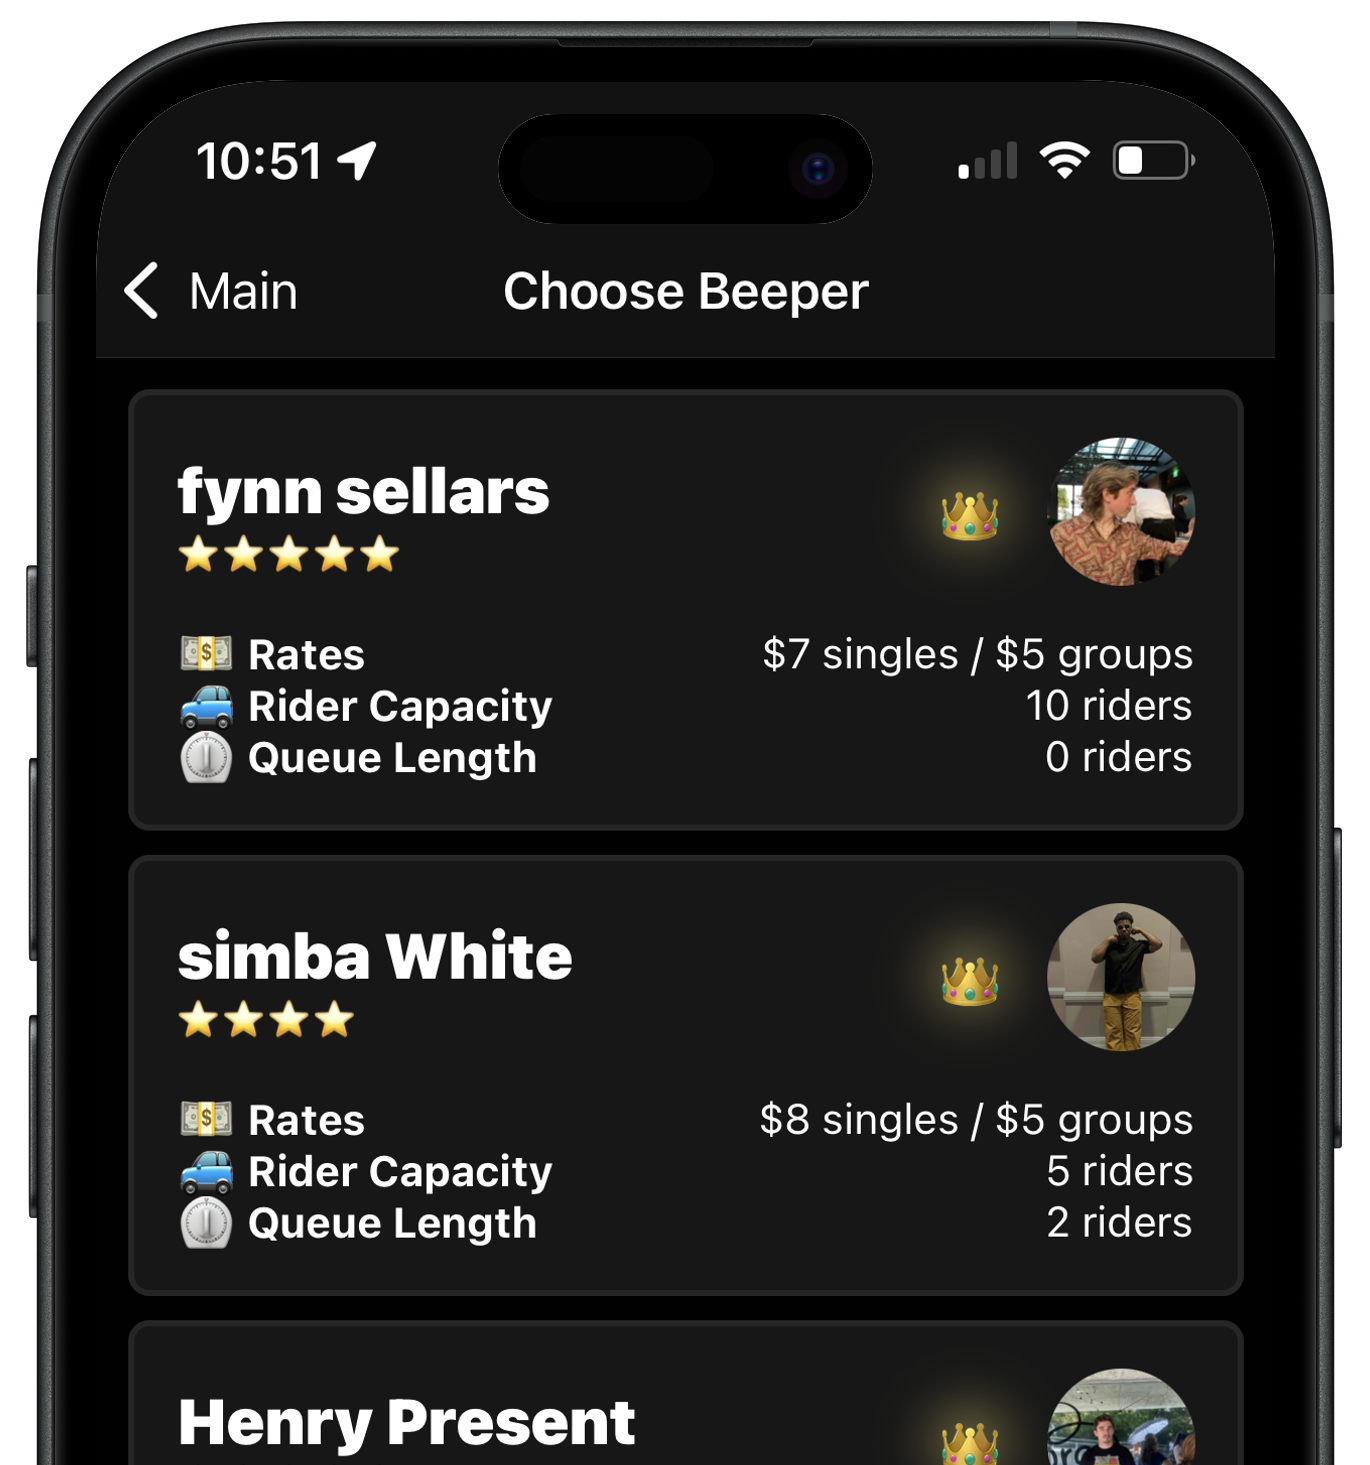 10:51
Main
Choose Beeper
fynn sellars
Rates $7 singles / $5 groups
Rider Capacity 10 riders
Queue Length 0 riders
simba White
Rates $8 singles / $5 groups
Rider Capacity 5 riders
Queue Length 2 riders
Henry Present